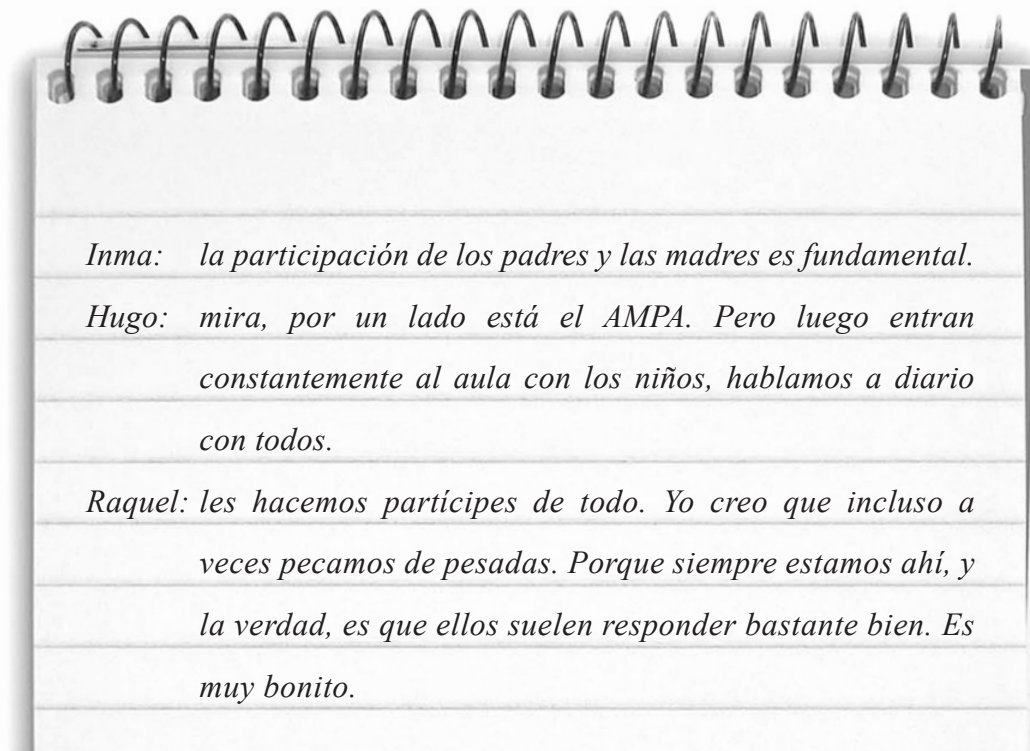 Inma: la participación de los padres y las madres es fundamental.
Hugo: mira, por un lado está el AMPA. Pero luego entran
constantemente al aula con los niños, hablamos a diario
con todos.
Raquel: les hacemos partícipes de todo. Yo creo que incluso a
veces pecamos de pesadas. Porque siempre estamos ahí, y
la verdad, es que ellos suelen responder bastante bien. Es
muy bonito.